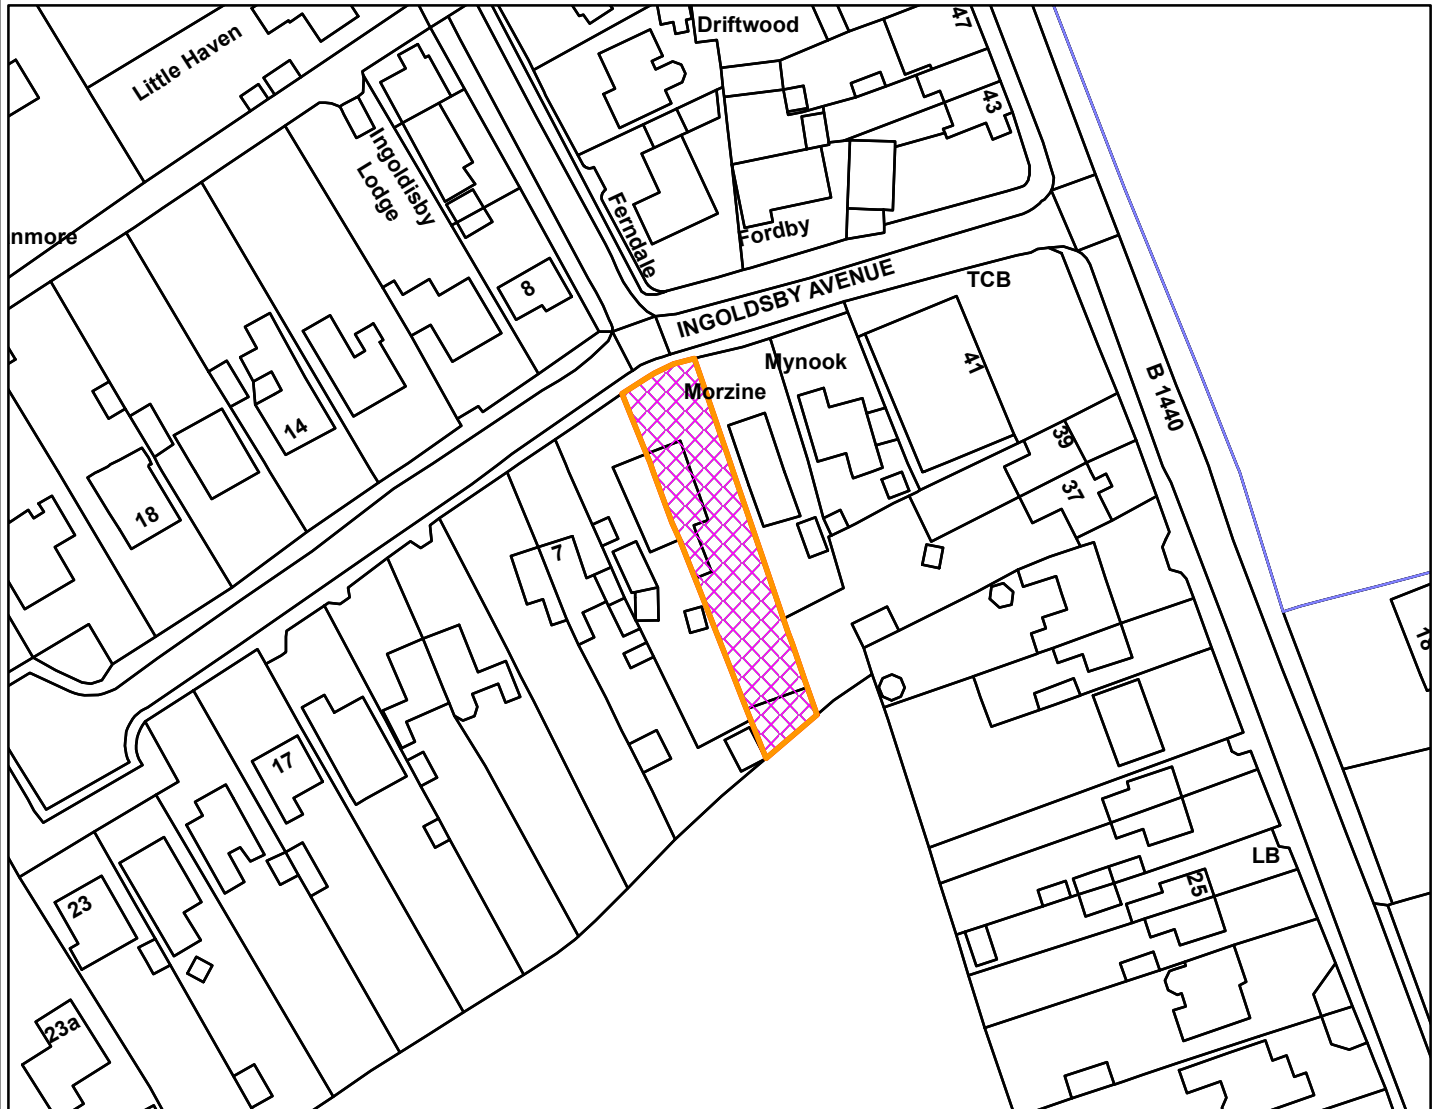 Driftwood
47
Little Haven
43
Ingoldisby
Lodge
nmore
Ferndale
Fordby
8
INGOLDSBY AVENUE
TCB
Mynook
41
Morzine
B 1440
14
39
18
37
7
18
17
LB
25
23
23a